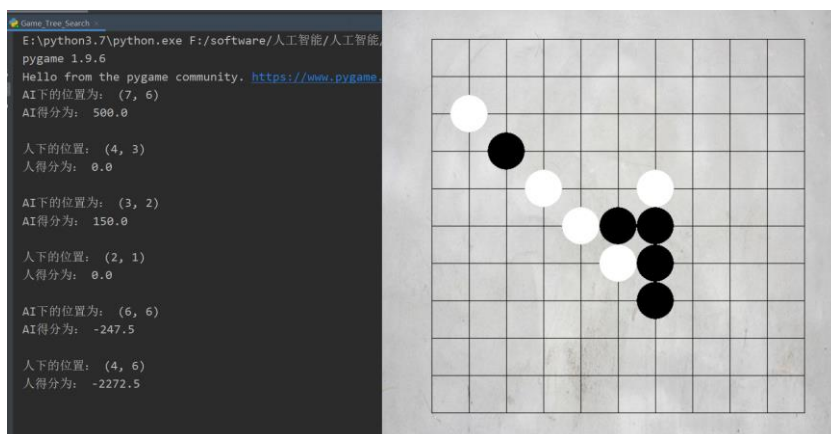 Game_Tree_Search
E:\python3.7\python.exe F:/software/人工智能/人工智能
pygame 1.9.6
Hello from the pygame community. https://www.pygame.
AI下的位置为： (7, 6)
AI得分为： 500.0
人下的位置： (4, 3)
人得分为： 0.0
AI下的位置为： (3, 2)
AI得分为： 150.0
人下的位置： (2, 1)
人得分为： 0.0
AI下的位置为： (6, 6)
AI得分为： -247.5
人下的位置： (4, 6)
人得分为： -2272.5